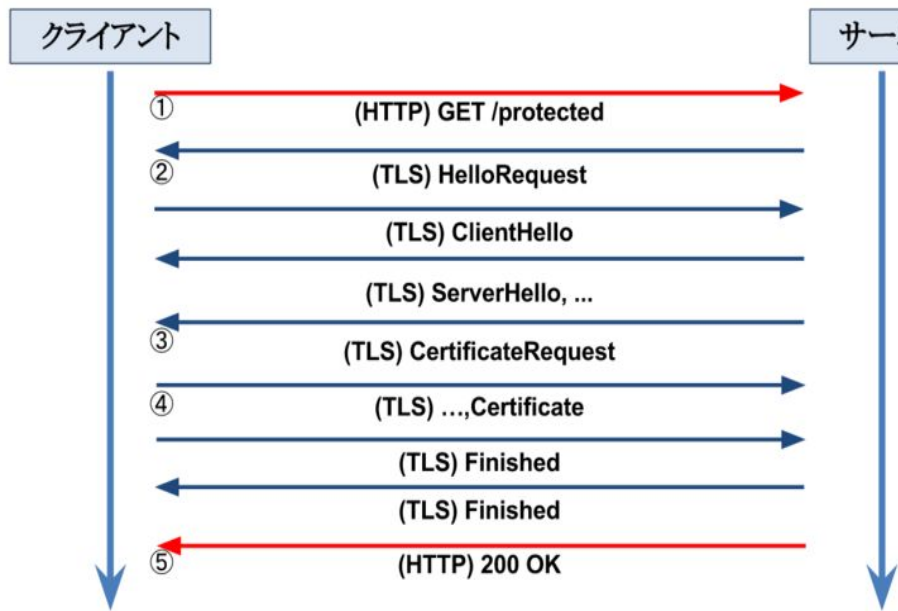 クライアント
サー
①
(HTTP) GET /protected
②
(TLS) HelloRequest
(TLS) ClientHello
(TLS) ServerHello, ...
③
(TLS) CertificateRequest
④
(TLS) …,Certificate
(TLS) Finished
(TLS) Finished
⑤
(HTTP) 200 OK